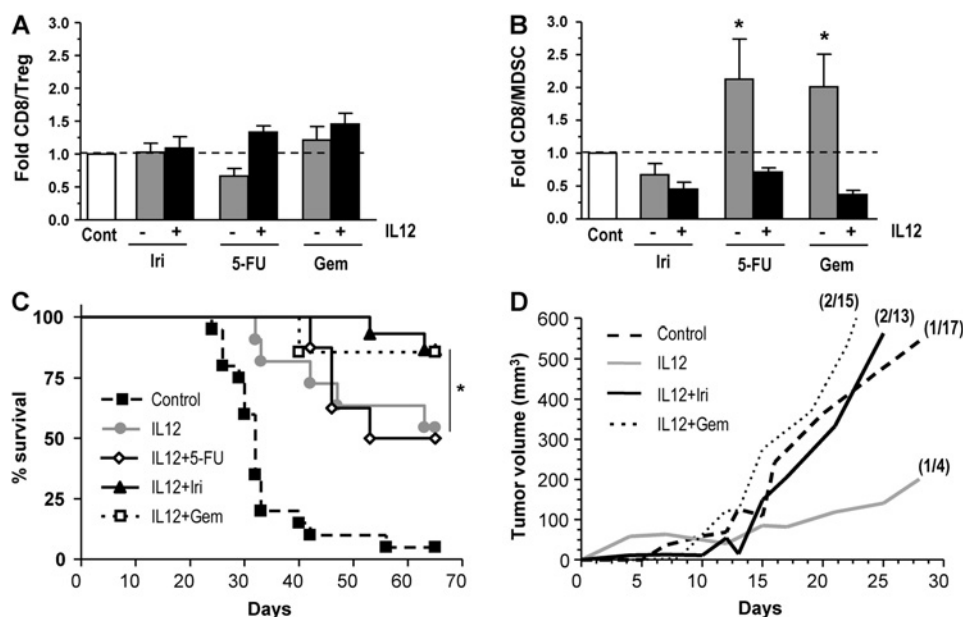 A
Fold CD8/Treg
3.0
2.5
2.0
1.5
1.0
0.5
0.0
Cont - + - + - + IL12
Iri 5-FU Gem
B
Fold CD8/MDSC
3.0
2.5
2.0
1.5
1.0
0.5
0.0
* *
Cont - + - + - + IL12
Iri 5-FU Gem
C
% survival
100
75
50
25
0
Control
IL12
IL12+5-FU
IL12+Iri
IL12+Gem
*
0 10 20 30 40 50 60 70
Days
D
Tumor volume (mm³)
600
500
400
300
200
100
0
Control
IL12
IL12+Iri
IL12+Gem
(2/15)
(2/13)
(1/17)
(1/4)
0 5 10 15 20 25 30
Days